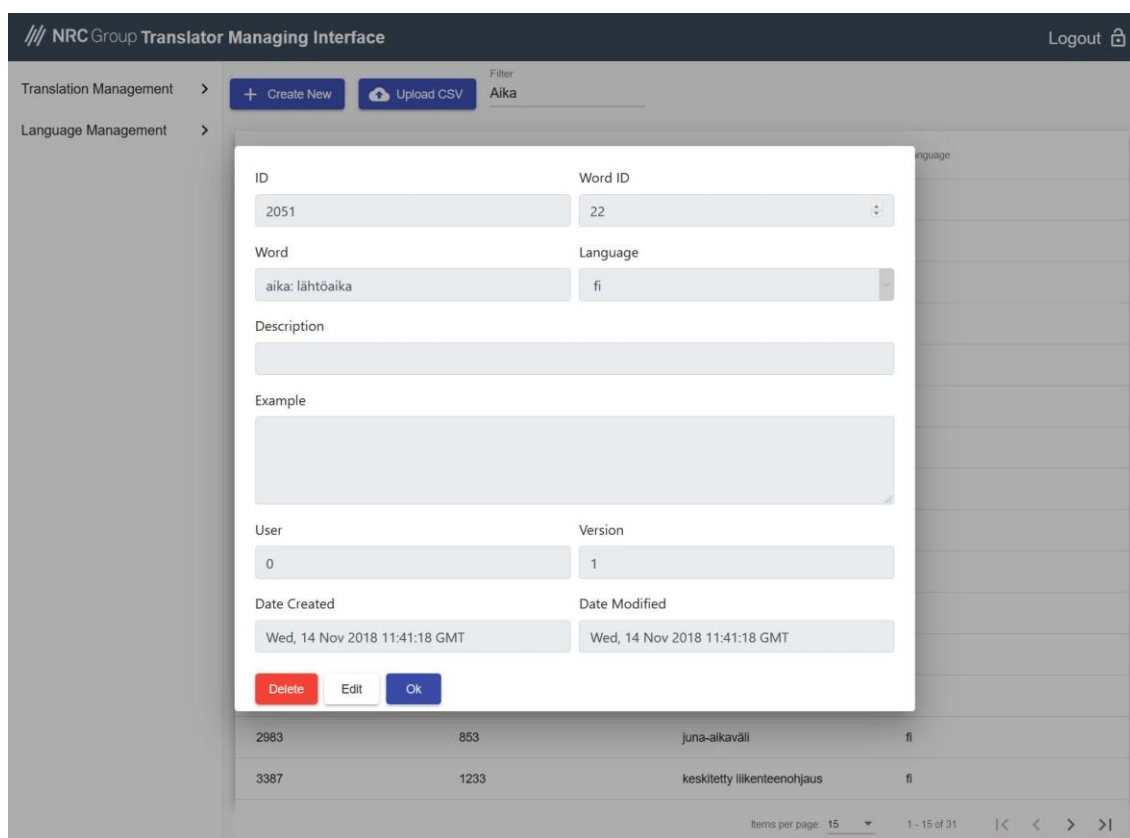 NRC Group Translator Managing Interface Logout
Translation Management
Language Management
+ Create New Upload CSV
Filter
Aika
ID Word ID
2051 22
Word Language
aika: lähtöaika fi
Description
Example
User Version
0 1
Date Created Date Modified
Wed, 14 Nov 2018 11:41:18 GMT Wed, 14 Nov 2018 11:41:18 GMT
Delete Edit Ok
2983 853 juna-aikaväli fi
3387 1233 keskitetty liikenteenohjaus fi
Items per page: 15 1 - 15 of 31